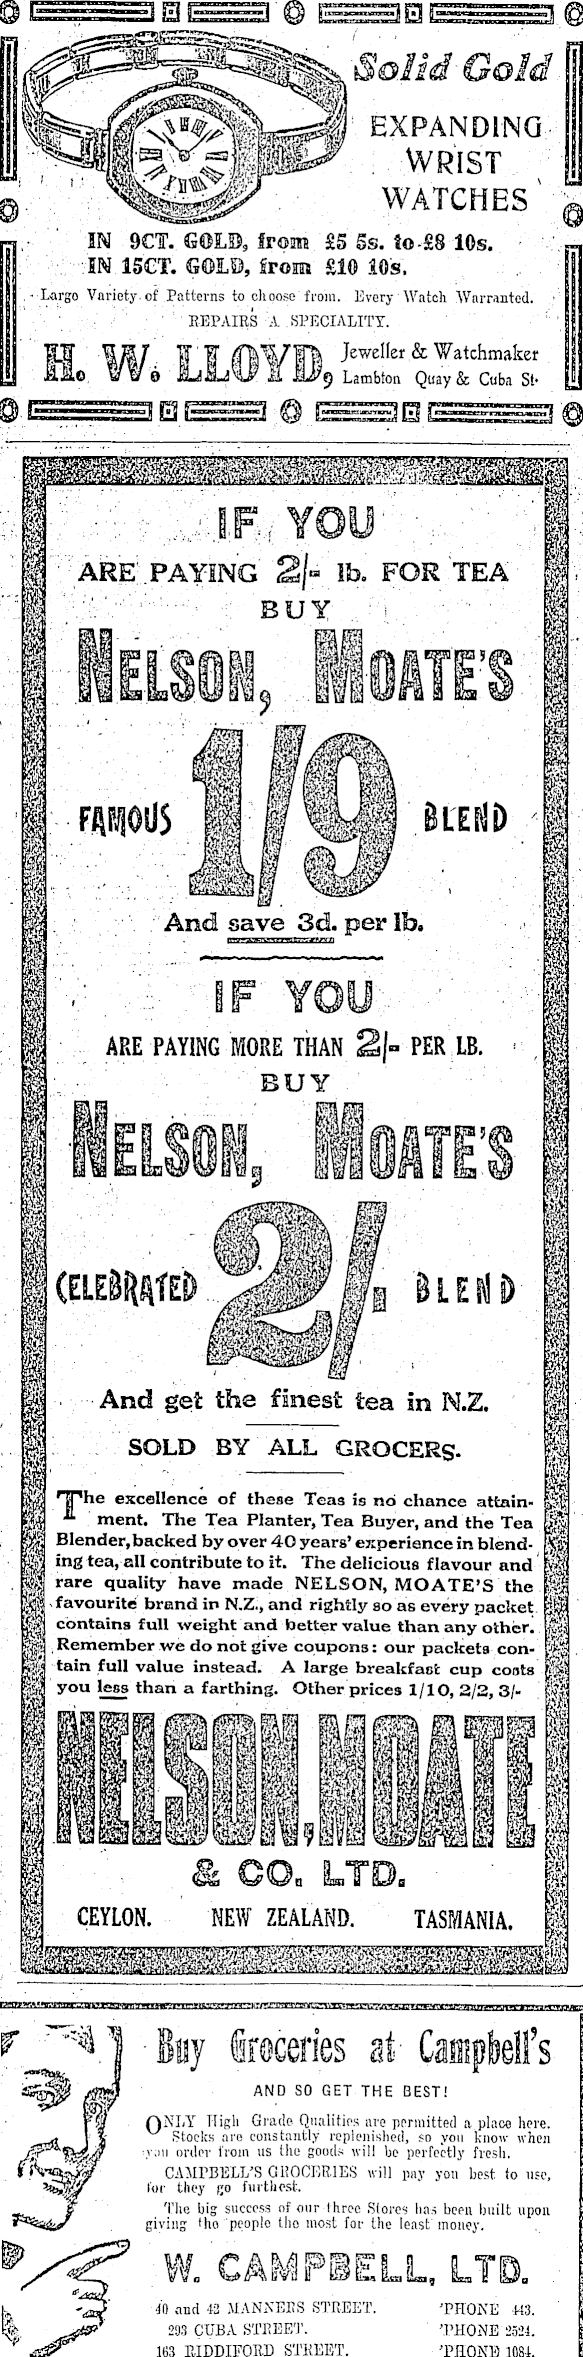 Solid Gold
EXPANDING
WRIST
WATCHES
IN 9CT. GOLD, from £5 5s. to £8 10s.
IN 15CT. GOLD, from £10 10s.
Large Variety of Patterns to choose from. Every Watch Warranted.
REPAIRS A SPECIALITY.
H. W. LLOYD, Jeweller & Watchmaker
Lambton Quay & Cuba St.
IF YOU
ARE PAYING 2/- lb. FOR TEA
BUY
NELSON, MOATE'S
FAMOUS 1/9 BLEND
And save 3d. per lb.
IF YOU
ARE PAYING MORE THAN 2/- PER LB.
BUY
NELSON, MOATE'S
CELEBRATED 2/- BLEND
And get the finest tea in N.Z.
SOLD BY ALL GROCERS.
The excellence of these Teas is no chance attain-
ment. The Tea Planter, Tea Buyer, and the Tea
Blender, backed by over 40 years' experience in blend-
ing tea, all contribute to it. The delicious flavour and
rare quality have made NELSON, MOATE'S the
favourite brand in N.Z., and rightly so as every packet
contains full weight and better value than any other.
Remember we do not give coupons: our packets con-
tain full value instead. A large breakfast cup costs
you less than a farthing. Other prices 1/10, 2/2, 3/-
NELSON, MOATE
& CO. LTD.
CEYLON. NEW ZEALAND. TASMANIA.
Buy Groceries at Campbell's
AND SO GET THE BEST!
ONLY High Grade Qualities are permitted a place here.
Stocks are constantly replenished, so you know when
you order from us the goods will be perfectly fresh.
CAMPBELL'S GROCERIES will pay you best to use,
for they go furthest.
The big success of our three Stores has been built upon
giving the people the most for the least money.
W. CAMPBELL, LTD.
40 and 42 MANNERS STREET. 'PHONE 443.
293 CUBA STREET. 'PHONE 2524.
163 RIDDIFORD STREET. 'PHONE 1084.